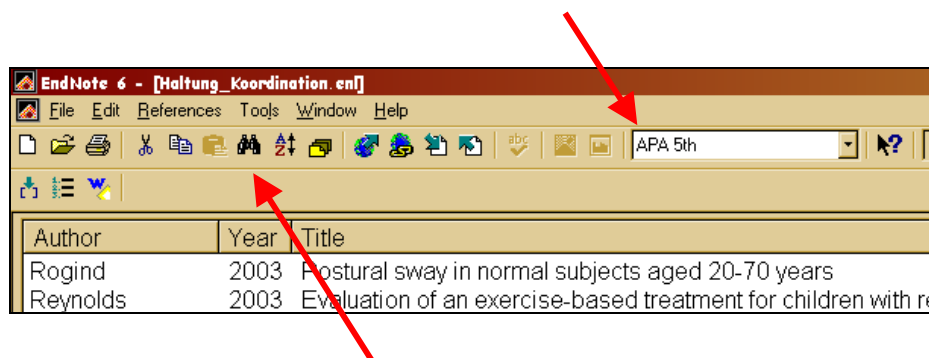 EndNote 6 - [Haltung_Koordination.enl]
File Edit References Tools Window Help
abc APA 5th
Author Year Title
Rogind 2003 Postural sway in normal subjects aged 20-70 years
Reynolds 2003 Evaluation of an exercise-based treatment for children with